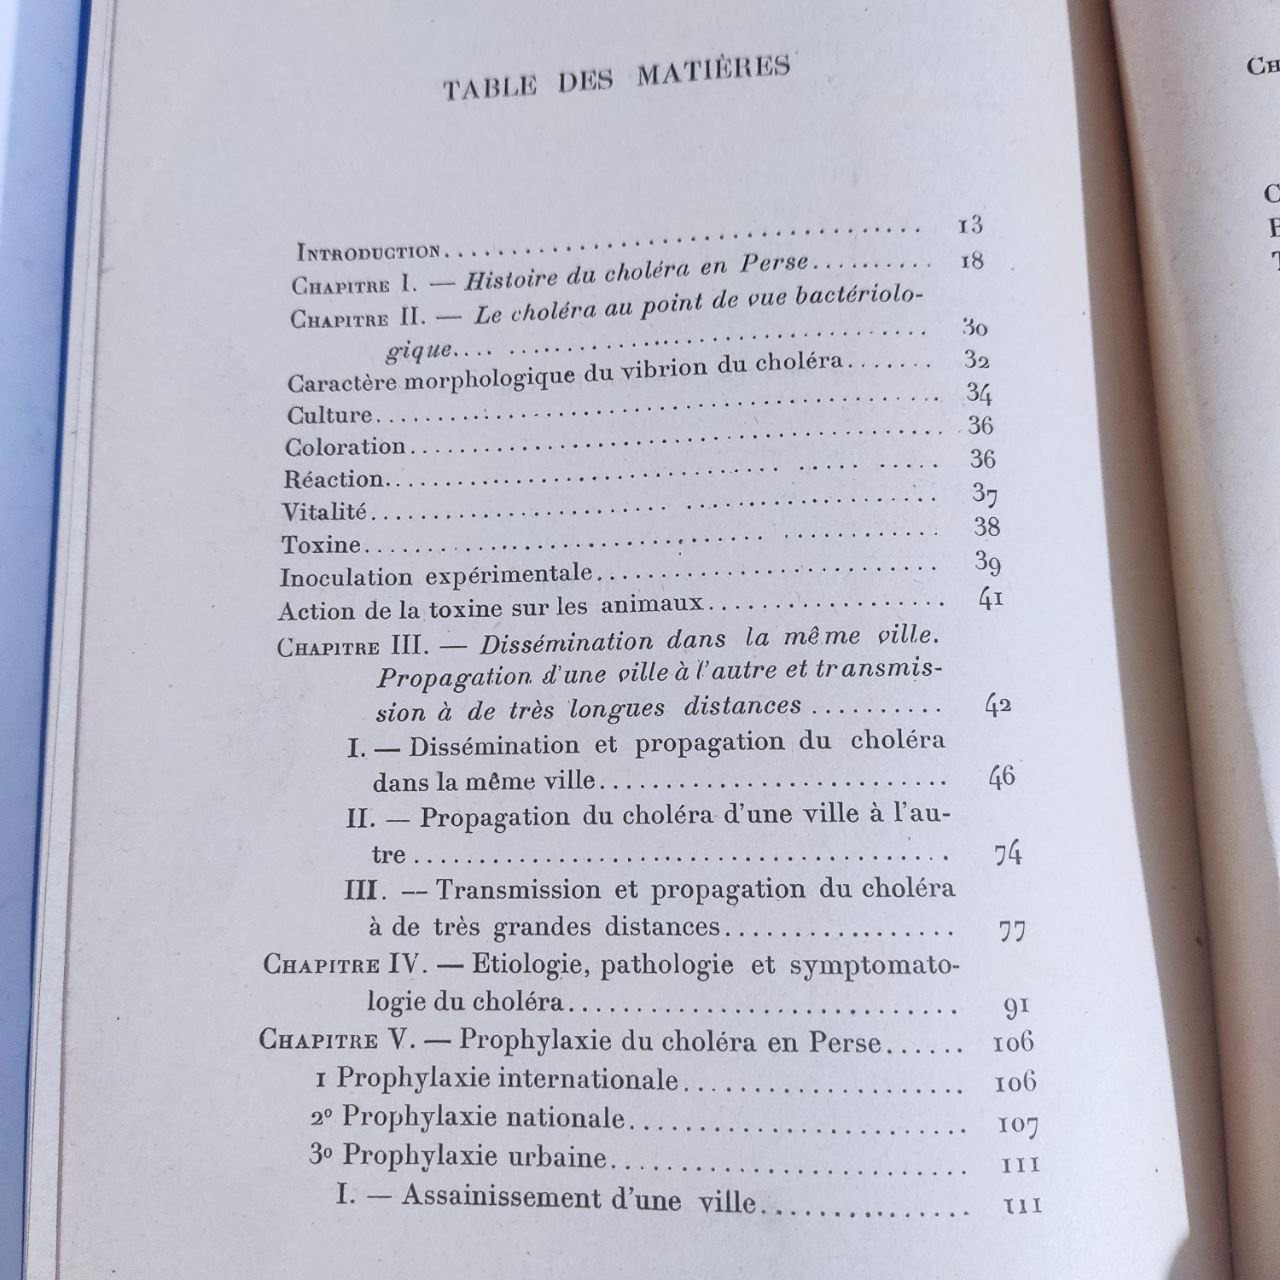 TABLE DES MATIÈRES
INTRODUCTION........................................ 13
CHAPITRE I. — Histoire du choléra en Perse.......... 18
CHAPITRE II. — Le choléra au point de vue bactériolo-
gique.... ................................. 30
Caractère morphologique du vibrion du choléra....... 32
Culture............................................. 34
Coloration.......................................... 36
Réaction................................. ..... ..... 36
Vitalité........................... ...................... 37
Toxine................................... ............. 38
Inoculation expérimentale........................... 39
Action de la toxine sur les animaux.................. 41
CHAPITRE III. — Dissémination dans la même ville.
Propagation d'une ville à l'autre et transmis-
sion à de très longues distances .......... 42
I. — Dissémination et propagation du choléra
dans la même ville........................... 46
II. — Propagation du choléra d'une ville à l'au-
tre .......................................... 74
III. — Transmission et propagation du choléra
à de très grandes distances.................. 77
CHAPITRE IV. — Etiologie, pathologie et symptomato-
logie du choléra............................. 91
CHAPITRE V. — Prophylaxie du choléra en Perse...... 106
1 Prophylaxie internationale..................... 106
2º Prophylaxie nationale......................... 107
3º Prophylaxie urbaine.......................... 111
I. — Assainissement d'une ville............... 111
CH
C